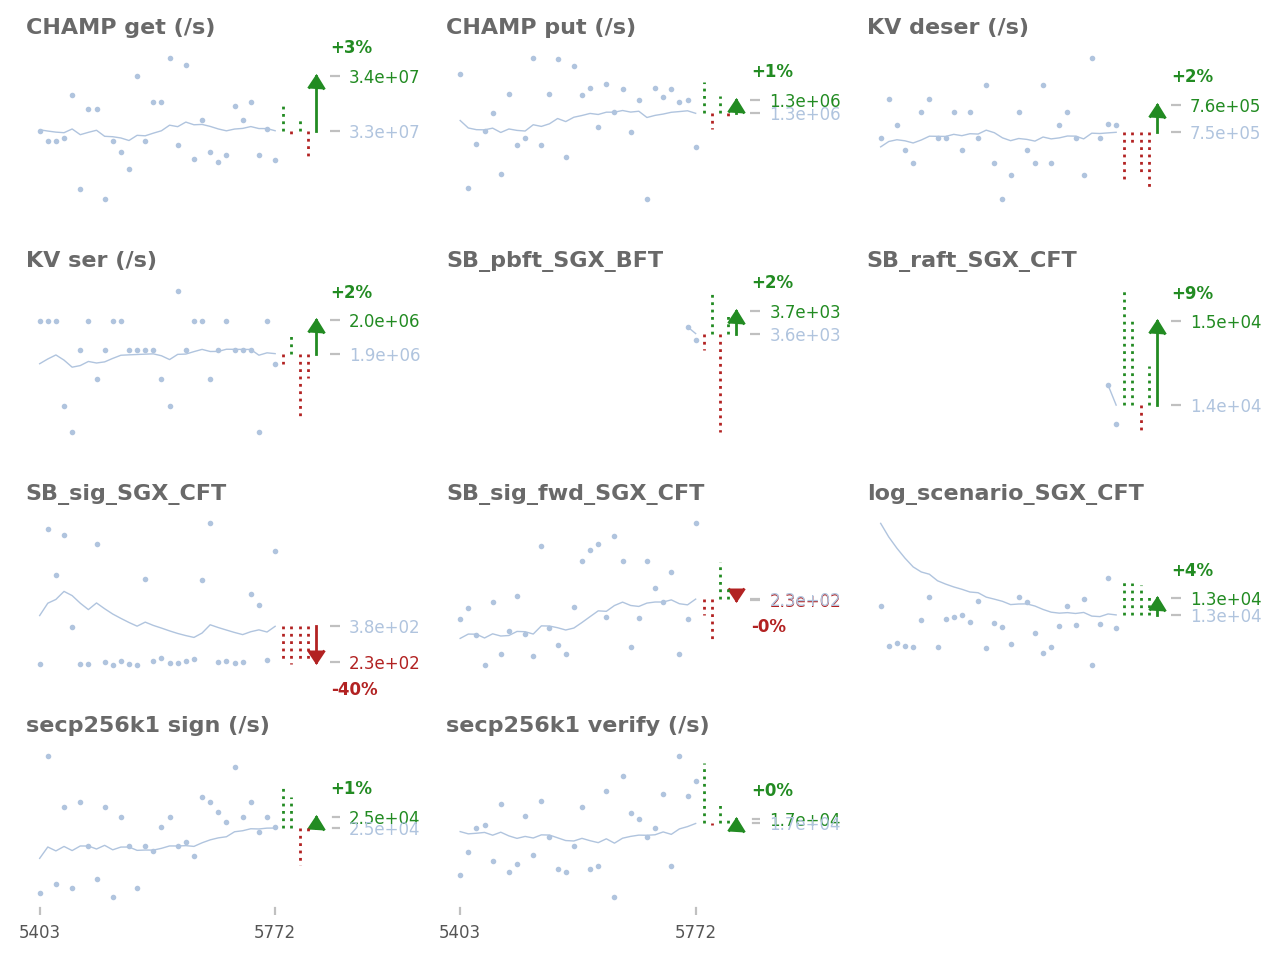 CHAMP get (/s)
+3%
3.4e+07
3.3e+07
CHAMP put (/s)
+1%
1.3e+06
1.3e+06
KV deser (/s)
+2%
7.6e+05
7.5e+05
KV ser (/s)
+2%
2.0e+06
1.9e+06
SB_pbft_SGX_BFT
+2%
3.7e+03
3.6e+03
SB_raft_SGX_CFT
+9%
1.5e+04
1.4e+04
SB_sig_SGX_CFT
3.8e+02
2.3e+02
-40%
SB_sig_fwd_SGX_CFT
2.3e+02
2.3e+02
-0%
log_scenario_SGX_CFT
+4%
1.3e+04
1.3e+04
secp256k1 sign (/s)
+1%
2.5e+04
2.5e+04
5403
5772
secp256k1 verify (/s)
+0%
1.7e+04
1.7e+04
5403
5772